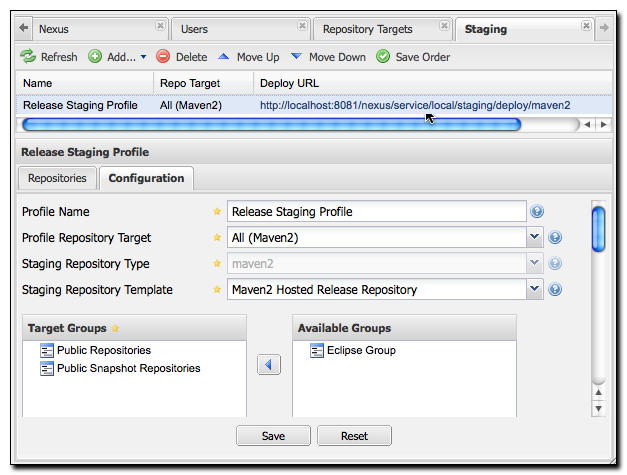 Nexus Users Repository Targets Staging
Refresh Add... Delete Move Up Move Down Save Order
Name Repo Target Deploy URL
Release Staging Profile All (Maven2) http://localhost:8081/nexus/service/local/staging/deploy/maven2
Release Staging Profile
Repositories Configuration
Profile Name Release Staging Profile
Profile Repository Target All (Maven2)
Staging Repository Type maven2
Staging Repository Template Maven2 Hosted Release Repository
Target Groups Available Groups
Public Repositories Eclipse Group
Public Snapshot Repositories
Save Reset